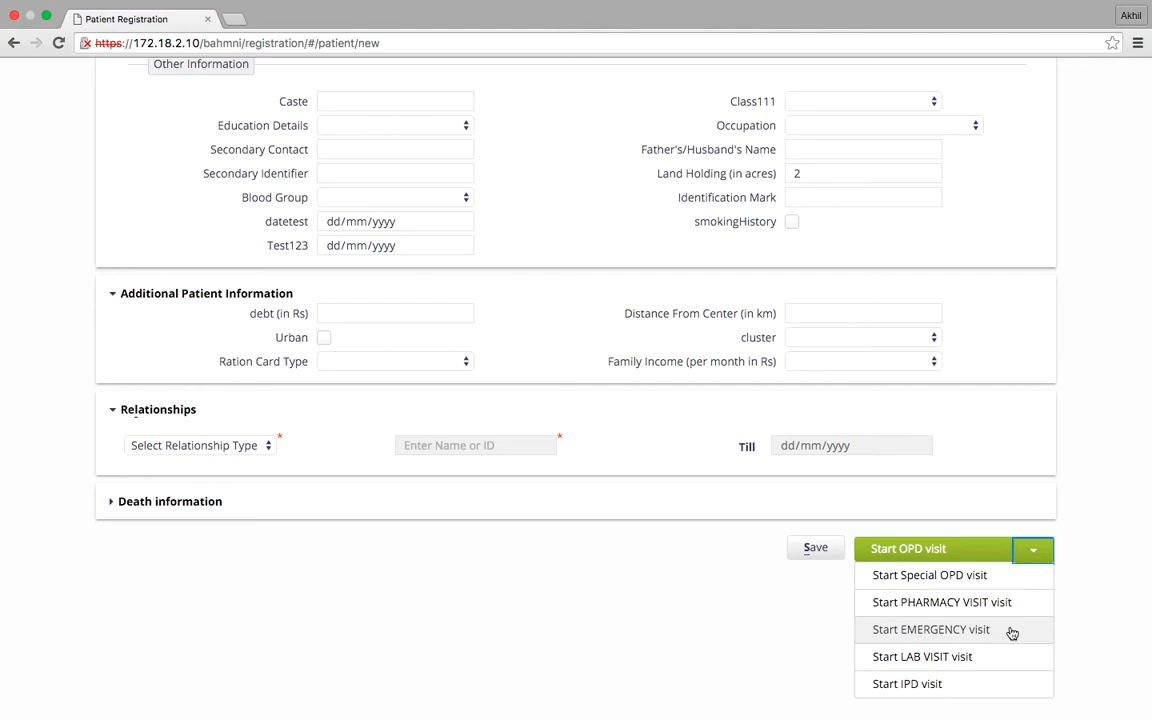 Patient Registration
Akhil
https://172.18.2.10/bahmni/registration/#/patient/new
Other Information
Caste
Class111
Education Details
Occupation
Secondary Contact
Father's/Husband's Name
Secondary Identifier
Land Holding (in acres) 2
Blood Group
Identification Mark
datetest dd/mm/yyyy
smokingHistory
Test123 dd/mm/yyyy
Additional Patient Information
debt (in Rs)
Distance From Center (in km)
Urban
cluster
Ration Card Type
Family Income (per month in Rs)
Relationships
Select Relationship Type *
Enter Name or ID *
Till dd/mm/yyyy
Death information
Save
Start OPD visit
Start Special OPD visit
Start PHARMACY VISIT visit
Start EMERGENCY visit
Start LAB VISIT visit
Start IPD visit